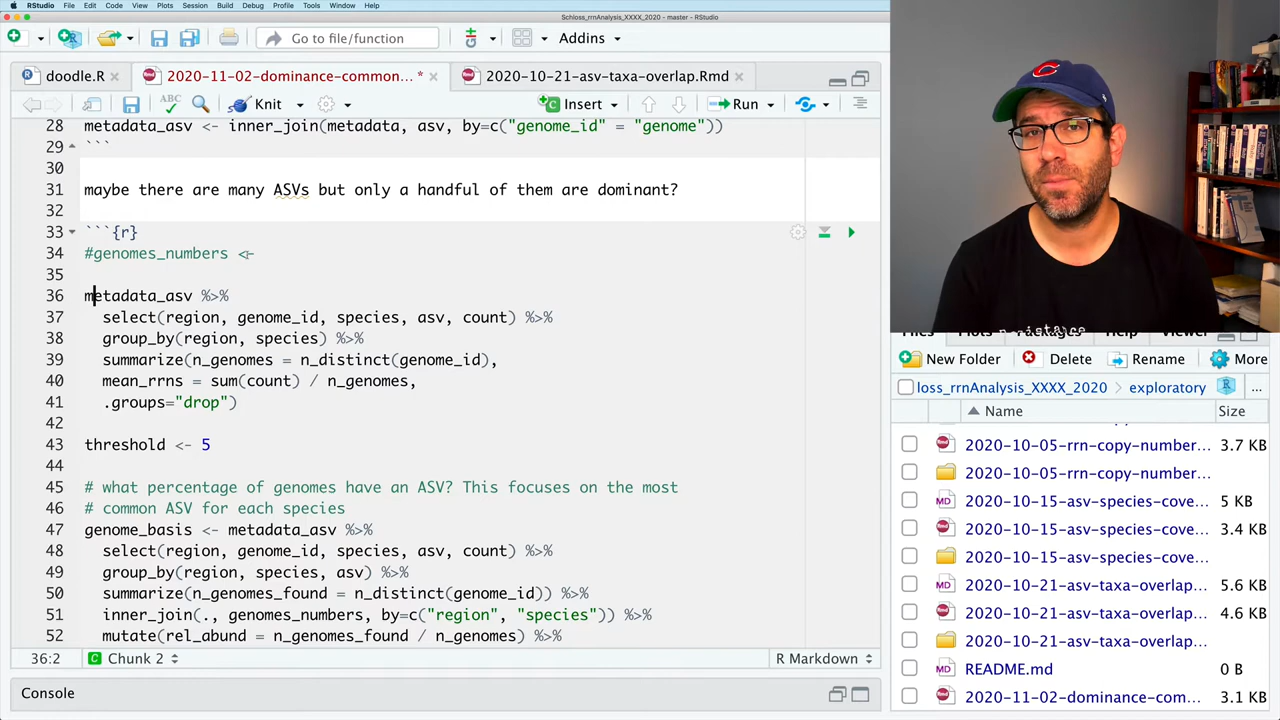 RStudio File Edit Code View Plots Session Build Debug Profile Tools Window Help
Schloss_rrnAnalysis_XXXX_2020 - master - RStudio
Go to file/function
Addins
doodle.R
2020-11-02-dominance-common... *
2020-10-21-asv-taxa-overlap.Rmd
ABC
Knit
Insert
Run
28 metadata_asv <- inner_join(metadata, asv, by=c("genome_id" = "genome"))
29 ```
30
31 maybe there are many ASVs but only a handful of them are dominant?
32
33 ```{r}
34 #genomes_numbers <-
35
36 metadata_asv %>%
37 select(region, genome_id, species, asv, count) %>%
38 group_by(region, species) %>%
39 summarize(n_genomes = n_distinct(genome_id),
40 mean_rrns = sum(count) / n_genomes,
41 .groups="drop")
42
43 threshold <- 5
44
45 # what percentage of genomes have an ASV? This focuses on the most
46 # common ASV for each species
47 genome_basis <- metadata_asv %>%
48 select(region, genome_id, species, asv, count) %>%
49 group_by(region, species, asv) %>%
50 summarize(n_genomes_found = n_distinct(genome_id)) %>%
51 inner_join(., genomes_numbers, by=c("region", "species")) %>%
52 mutate(rel_abund = n_genomes_found / n_genomes) %>%
36:2
Chunk 2
R Markdown
Console
C
Files Plots Help Viewer
New Folder Delete Rename More
loss_rrnAnalysis_XXXX_2020 exploratory ...
Name Size
2020-10-05-rrn-copy-number... 3.7 KB
2020-10-05-rrn-copy-number...
2020-10-15-asv-species-cove... 5 KB
2020-10-15-asv-species-cove... 3.4 KB
2020-10-15-asv-species-cove...
2020-10-21-asv-taxa-overlap... 5.6 KB
2020-10-21-asv-taxa-overlap... 4.6 KB
2020-10-21-asv-taxa-overlap...
README.md 0 B
2020-11-02-dominance-com... 3.1 KB